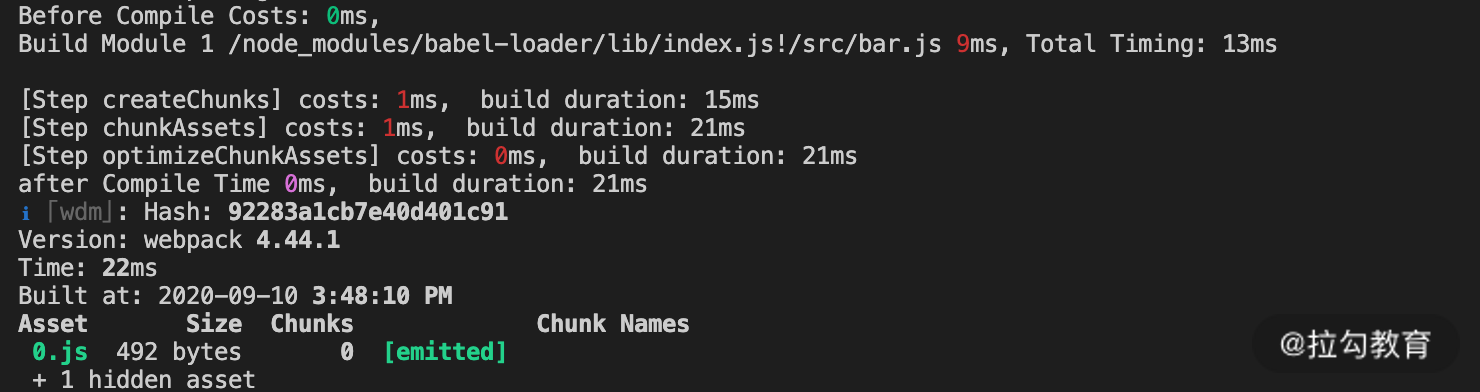 Before Compile Costs: 0ms,
Build Module 1 /node_modules/babel-loader/lib/index.js!/src/bar.js 9ms, Total Timing: 13ms
[Step createChunks] costs: 1ms,  build duration: 15ms
[Step chunkAssets] costs: 1ms,  build duration: 21ms
[Step optimizeChunkAssets] costs: 0ms,  build duration: 21ms
after Compile Time 0ms,  build duration: 21ms
ℹ ｢wdm｣: Hash: 92283a1cb7e40d401c91
Version: webpack 4.44.1
Time: 22ms
Built at: 2020-09-10 3:48:10 PM
Asset       Size  Chunks             Chunk Names
 0.js  492 bytes       0  [emitted]
 + 1 hidden asset
@拉勾教育